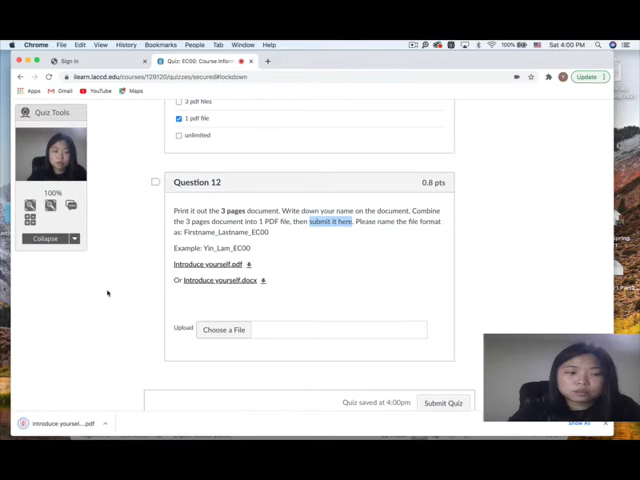 Chrome File Edit View History Bookmarks People Tab Window Help
100% Sat 4:00 PM
Sign In
Quiz: EC00: Course Inform
ilearn.laccd.edu/courses/129120/quizzes/secured#lockdown
Update
Apps Gmail YouTube Maps
Quiz Tools
100%
Collapse
3 pdf files
1 pdf file
unlimited
Question 12 0.8 pts
Print it out the 3 pages document. Write down your name on the document. Combine
the 3 pages document into 1 PDF file, then submit it here. Please name the file format
as: Firstname_Lastname_EC00
Example: Yin_Lam_EC00
Introduce yourself.pdf
Or Introduce yourself.docx
Upload Choose a File
Quiz saved at 4:00pm Submit Quiz
Introduce yoursel....pdf
Show All